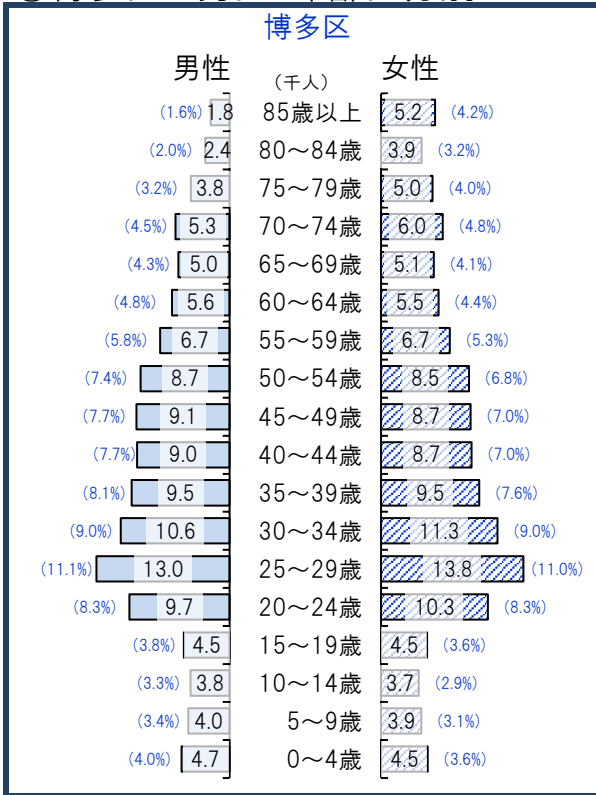 博多区
男性 (千人) 女性
(1.6%) 1.8 85歳以上 5.2 (4.2%)
(2.0%) 2.4 80～84歳 3.9 (3.2%)
(3.2%) 3.8 75～79歳 5.0 (4.0%)
(4.5%) 5.3 70～74歳 6.0 (4.8%)
(4.3%) 5.0 65～69歳 5.1 (4.1%)
(4.8%) 5.6 60～64歳 5.5 (4.4%)
(5.8%) 6.7 55～59歳 6.7 (5.3%)
(7.4%) 8.7 50～54歳 8.5 (6.8%)
(7.7%) 9.1 45～49歳 8.7 (7.0%)
(7.7%) 9.0 40～44歳 8.7 (7.0%)
(8.1%) 9.5 35～39歳 9.5 (7.6%)
(9.0%) 10.6 30～34歳 11.3 (9.0%)
(11.1%) 13.0 25～29歳 13.8 (11.0%)
(8.3%) 9.7 20～24歳 10.3 (8.3%)
(3.8%) 4.5 15～19歳 4.5 (3.6%)
(3.3%) 3.8 10～14歳 3.7 (2.9%)
(3.4%) 4.0 5～9歳 3.9 (3.1%)
(4.0%) 4.7 0～4歳 4.5 (3.6%)